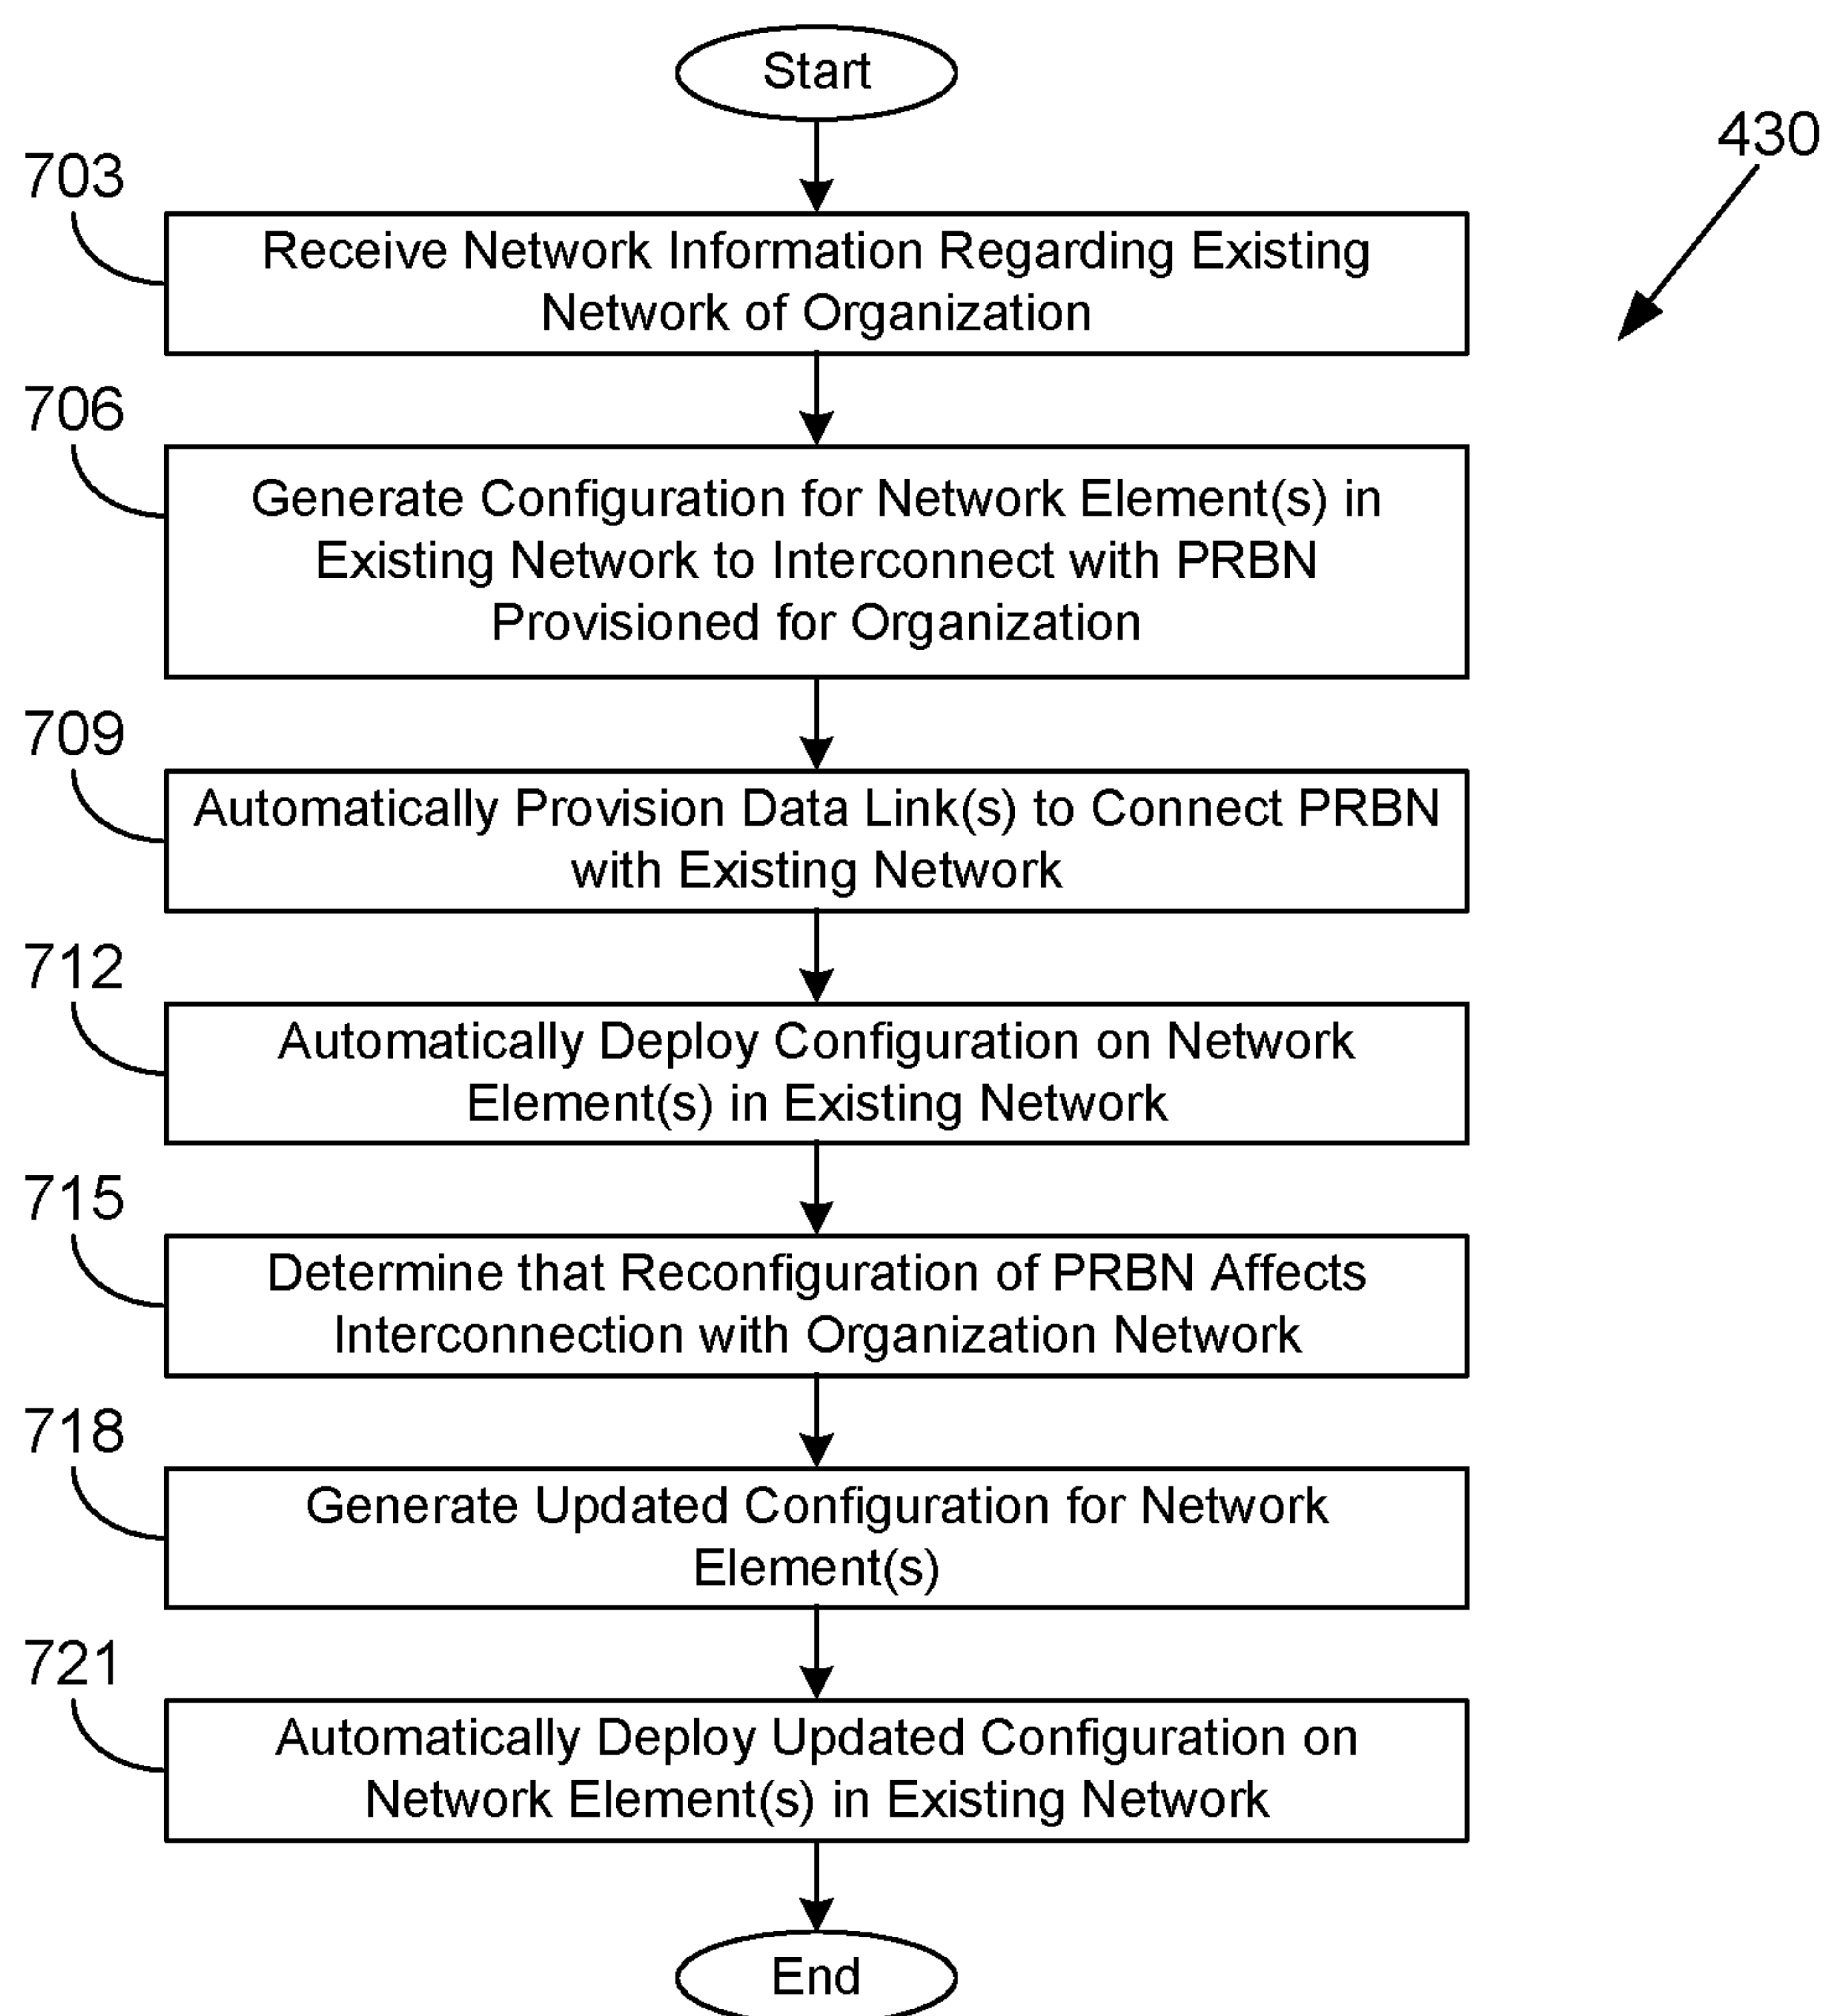 Start
430
703
Receive Network Information Regarding Existing
Network of Organization
706
Generate Configuration for Network Element(s) in
Existing Network to Interconnect with PRBN
Provisioned for Organization
709
Automatically Provision Data Link(s) to Connect PRBN
with Existing Network
712
Automatically Deploy Configuration on Network
Element(s) in Existing Network
715
Determine that Reconfiguration of PRBN Affects
Interconnection with Organization Network
718
Generate Updated Configuration for Network
Element(s)
721
Automatically Deploy Updated Configuration on
Network Element(s) in Existing Network
End